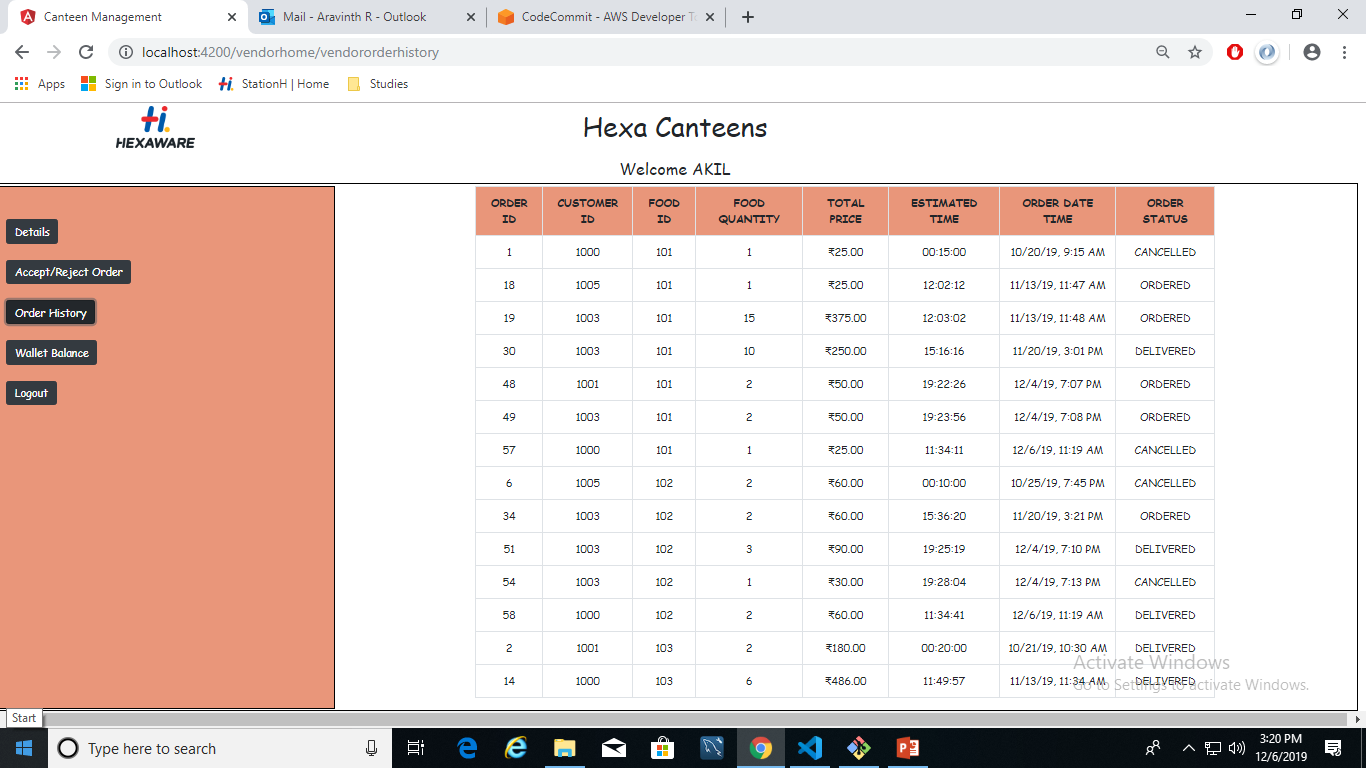 Canteen Management
Mail - Aravinth R - Outlook
CodeCommit - AWS Developer T
localhost:4200/vendorhome/vendororderhistory
Apps
Sign in to Outlook
StationH | Home
Studies
HEXAWARE
Hexa Canteens
Welcome AKIL
Details
Accept/Reject Order
Order History
Wallet Balance
Logout
ORDER ID CUSTOMER ID FOOD ID FOOD QUANTITY TOTAL PRICE ESTIMATED TIME ORDER DATE TIME ORDER STATUS
1 1000 101 1 ₹25.00 00:15:00 10/20/19, 9:15 AM CANCELLED
18 1005 101 1 ₹25.00 12:02:12 11/13/19, 11:47 AM ORDERED
19 1003 101 15 ₹375.00 12:03:02 11/13/19, 11:48 AM ORDERED
30 1003 101 10 ₹250.00 15:16:16 11/20/19, 3:01 PM DELIVERED
48 1001 101 2 ₹50.00 19:22:26 12/4/19, 7:07 PM ORDERED
49 1003 101 2 ₹50.00 19:23:56 12/4/19, 7:08 PM ORDERED
57 1000 101 1 ₹25.00 11:34:11 12/6/19, 11:19 AM CANCELLED
6 1005 102 2 ₹60.00 00:10:00 10/25/19, 7:45 PM CANCELLED
34 1003 102 2 ₹60.00 15:36:20 11/20/19, 3:21 PM ORDERED
51 1003 102 3 ₹90.00 19:25:19 12/4/19, 7:10 PM DELIVERED
54 1003 102 1 ₹30.00 19:28:04 12/4/19, 7:13 PM CANCELLED
58 1000 102 2 ₹60.00 11:34:41 12/6/19, 11:19 AM DELIVERED
2 1001 103 2 ₹180.00 00:20:00 10/21/19, 10:30 AM DELIVERED
14 1000 103 6 ₹486.00 11:49:57 11/13/19, 11:34 AM DELIVERED
Activate Windows
Go to Settings to activate Windows.
Start
Type here to search
3:20 PM
12/6/2019